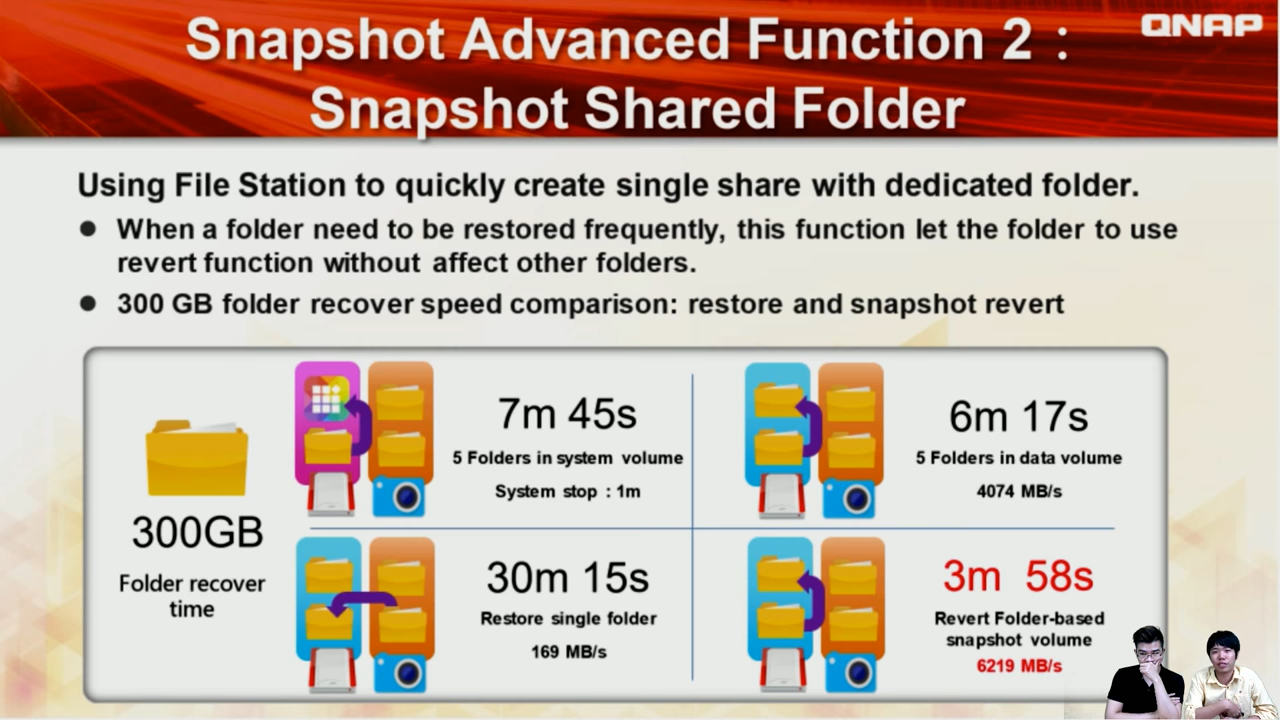 Snapshot Advanced Function 2 :
QNAP
Snapshot Shared Folder
Using File Station to quickly create single share with dedicated folder.
● When a folder need to be restored frequently, this function let the folder to use
revert function without affect other folders.
● 300 GB folder recover speed comparison: restore and snapshot revert
300GB
Folder recover
time
7m 45s
5 Folders in system volume
System stop : 1m
6m 17s
5 Folders in data volume
4074 MB/s
30m 15s
Restore single folder
169 MB/s
3m 58s
Revert Folder-based
snapshot volume
6219 MB/s